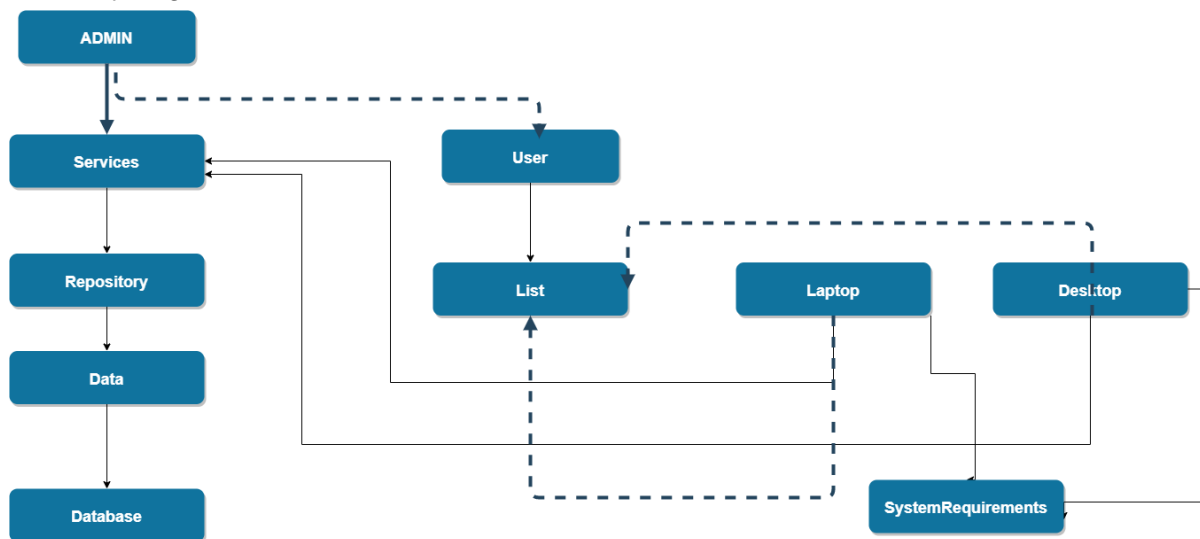 ADMIN
Services
User
Repository
List
Laptop
Desktop
Data
Database
SystemRequirements